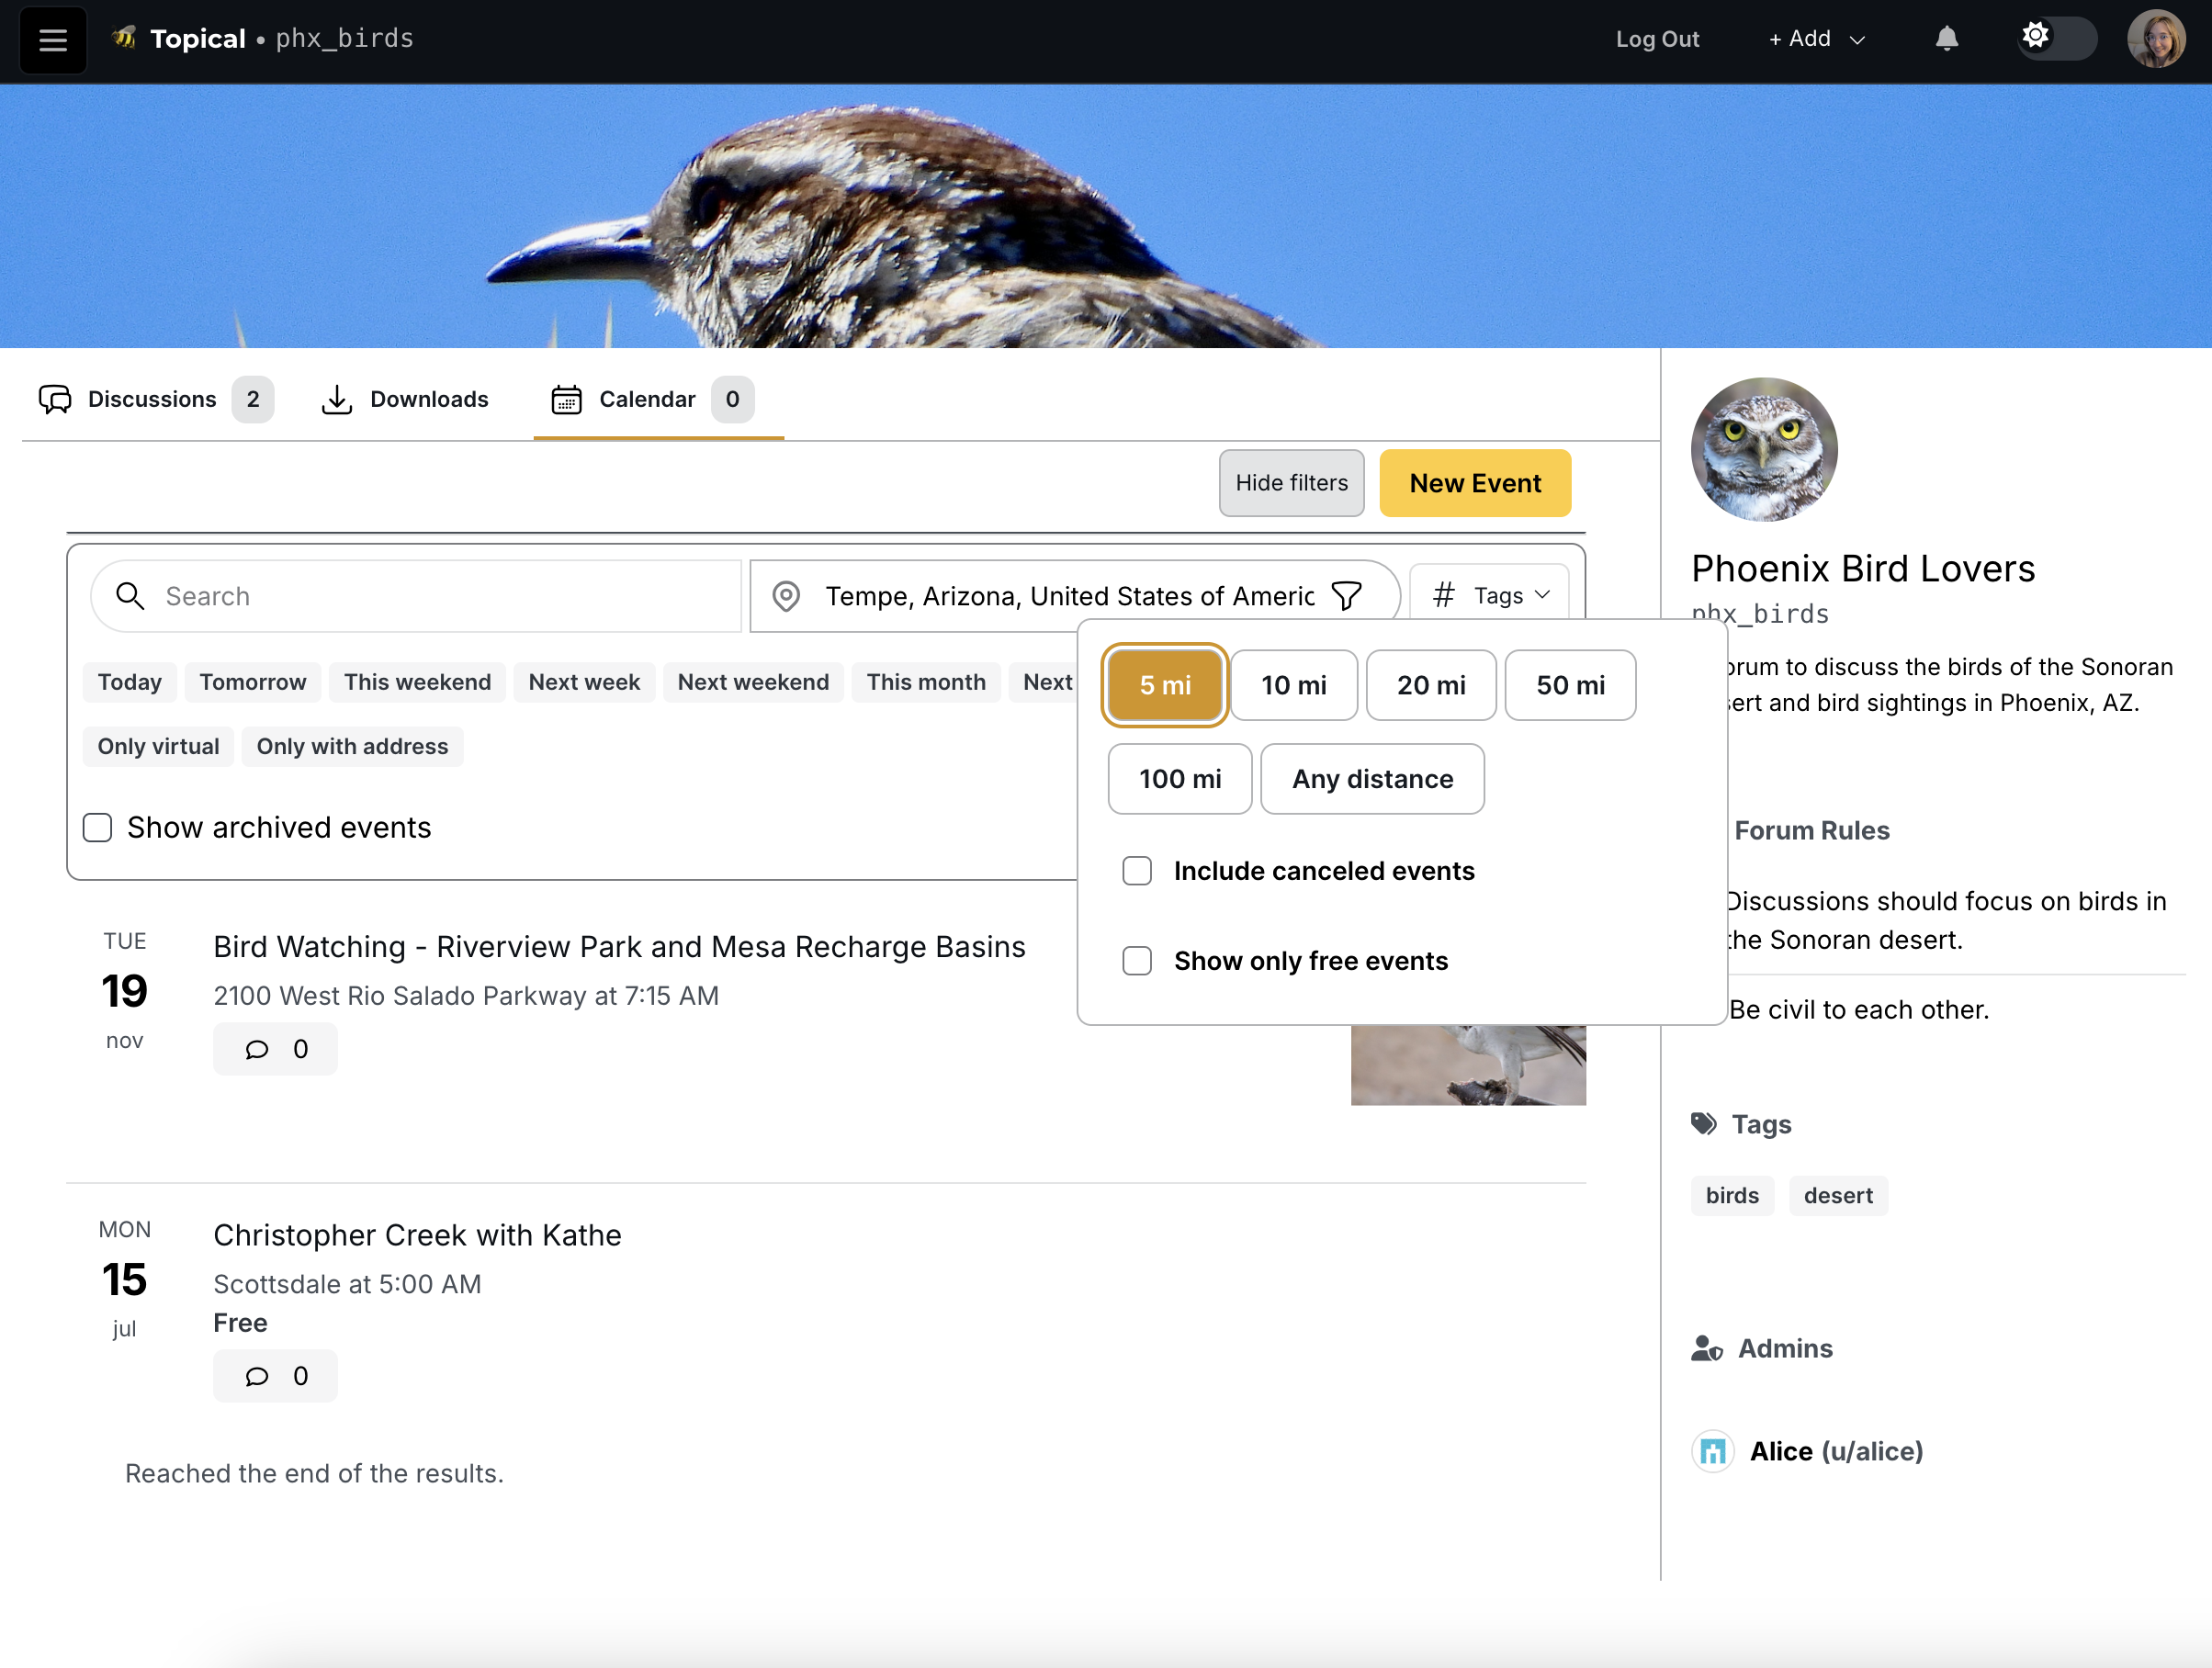 Topical • phx_birds
Log Out
+ Add
Discussions 2
Downloads
Calendar 0
Hide filters
New Event
Search
Tempe, Arizona, United States of Americ
# Tags
Today
Tomorrow
This weekend
Next week
Next weekend
This month
Next
Only virtual
Only with address
Show archived events
5 mi
10 mi
20 mi
50 mi
100 mi
Any distance
Include canceled events
Show only free events
TUE
19
nov
Bird Watching - Riverview Park and Mesa Recharge Basins
2100 West Rio Salado Parkway at 7:15 AM
0
MON
15
jul
Christopher Creek with Kathe
Scottsdale at 5:00 AM
Free
0
Reached the end of the results.
Phoenix Bird Lovers
phx_birds
to discuss the birds of the Sonoran
and bird sightings in Phoenix, AZ.
Forum Rules
Discussions should focus on birds in
the Sonoran desert.
Be civil to each other.
Tags
birds
desert
Admins
Alice (u/alice)